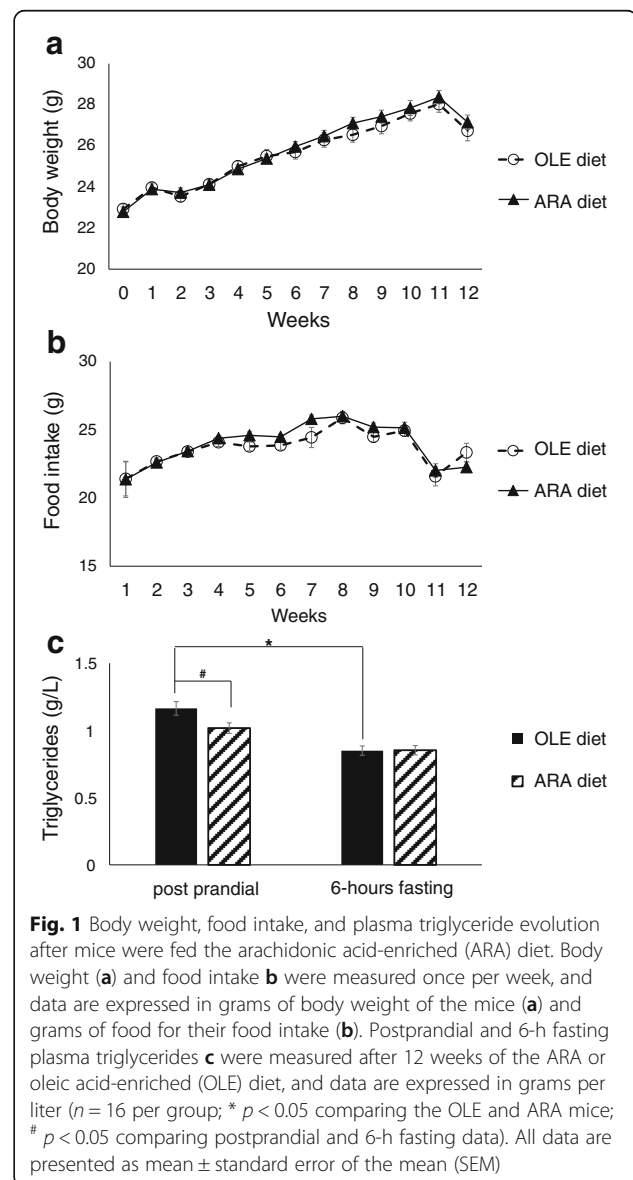 a
Body weight (g)
30
28
26
24
22
20
0 1 2 3 4 5 6 7 8 9 10 11 12
Weeks
OLE diet
ARA diet
b
Food intake (g)
30
25
20
15
1 2 3 4 5 6 7 8 9 10 11 12
Weeks
OLE diet
ARA diet
c
Triglycerides (g/L)
1.5
1
0.5
0
*
#
post prandial 6-hours fasting
OLE diet
ARA diet
Fig. 1 Body weight, food intake, and plasma triglyceride evolution
after mice were fed the arachidonic acid-enriched (ARA) diet. Body
weight (a) and food intake b were measured once per week, and
data are expressed in grams of body weight of the mice (a) and
grams of food for their food intake (b). Postprandial and 6-h fasting
plasma triglycerides c were measured after 12 weeks of the ARA or
oleic acid-enriched (OLE) diet, and data are expressed in grams per
liter (n = 16 per group; * p < 0.05 comparing the OLE and ARA mice;
# p < 0.05 comparing postprandial and 6-h fasting data). All data are
presented as mean ± standard error of the mean (SEM)